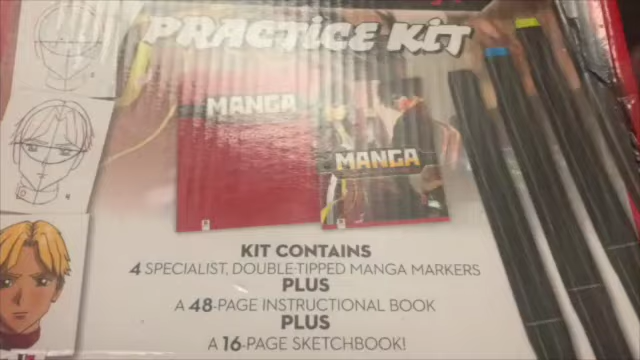 PRACTICE KIT
MANGA
MANGA
KIT CONTAINS
4 SPECIALIST, DOUBLE-TIPPED MANGA MARKERS
PLUS
A 48-PAGE INSTRUCTIONAL BOOK
PLUS
A 16-PAGE SKETCHBOOK!